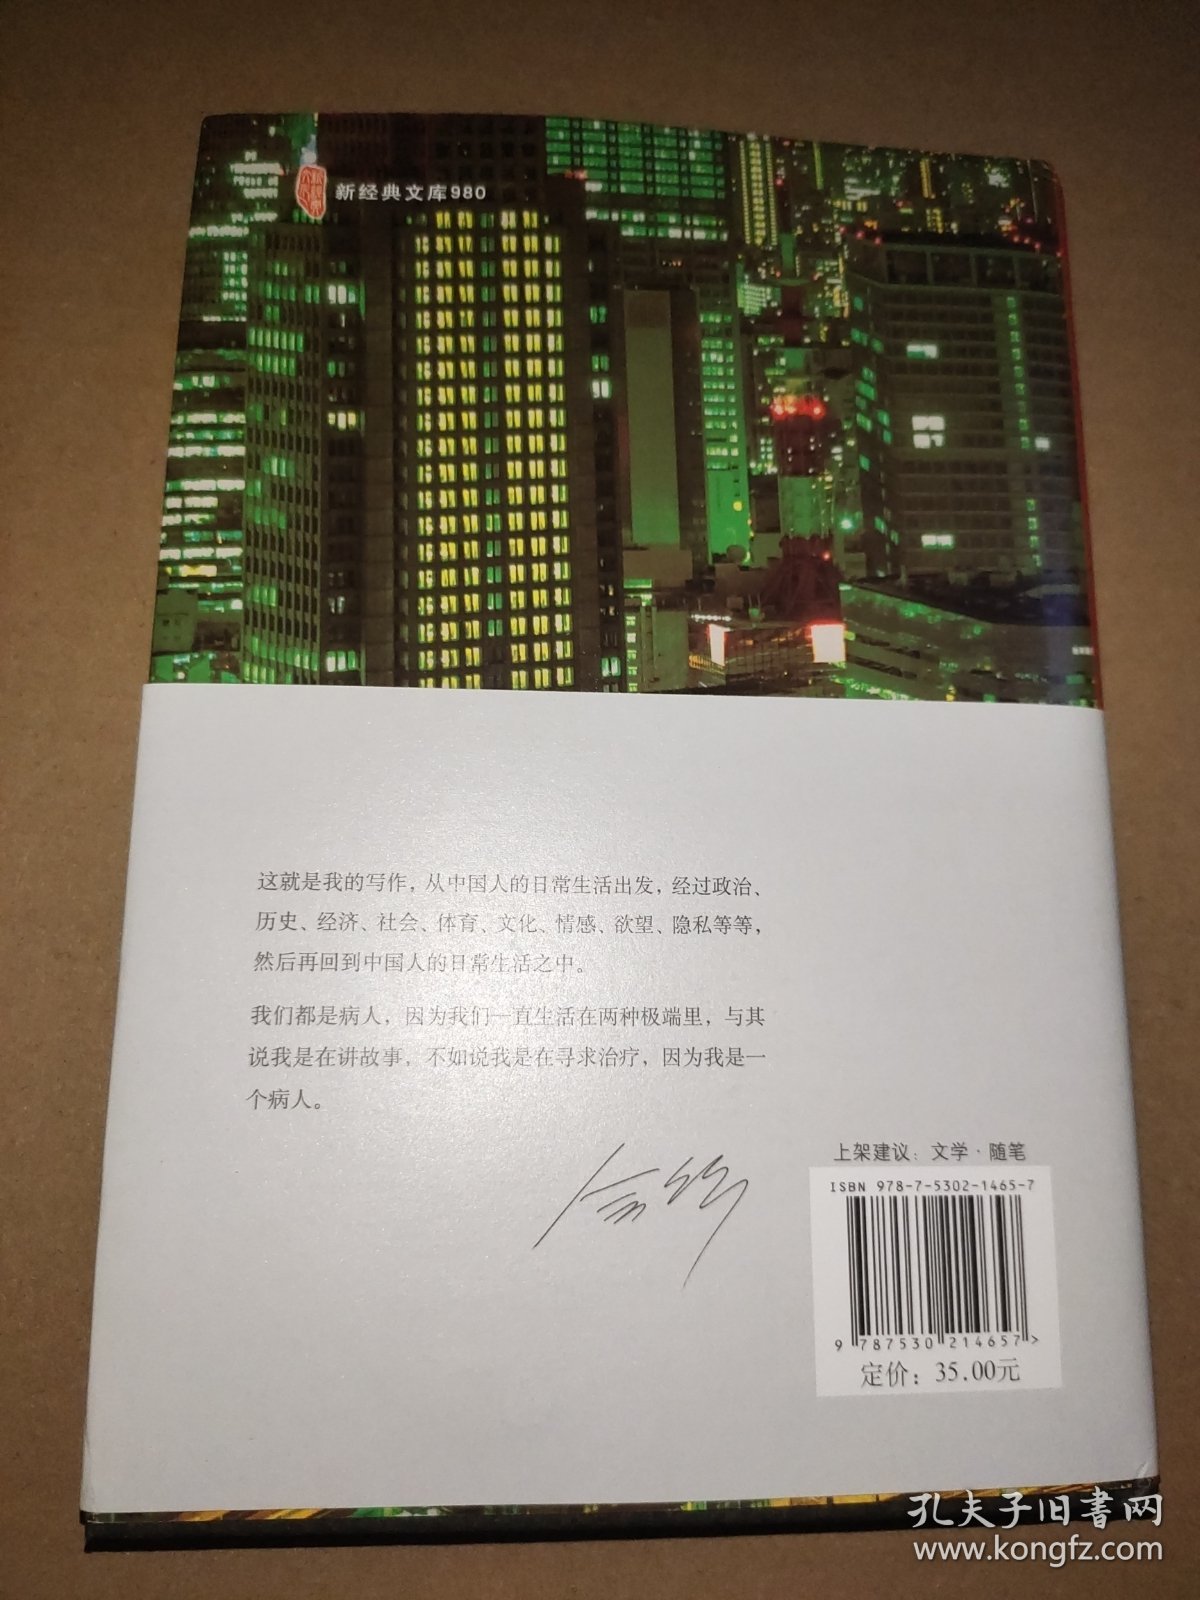 新经典文库980
这就是我的写作，从中国人的日常生活出发，经过政治、
历史、经济、社会、体育、文化、情感、欲望、隐私等等，
然后再回到中国人的日常生活之中。
我们都是病人，因为我们一直生活在两种极端里，与其
说我是在讲故事，不如说我是在寻求治疗，因为我是一
个病人。
上架建议：文学·随笔
ISBN 978-7-5302-1465-7
9 787530 214657>
定价：35.00元
孔夫子旧书网
www.kongfz.com